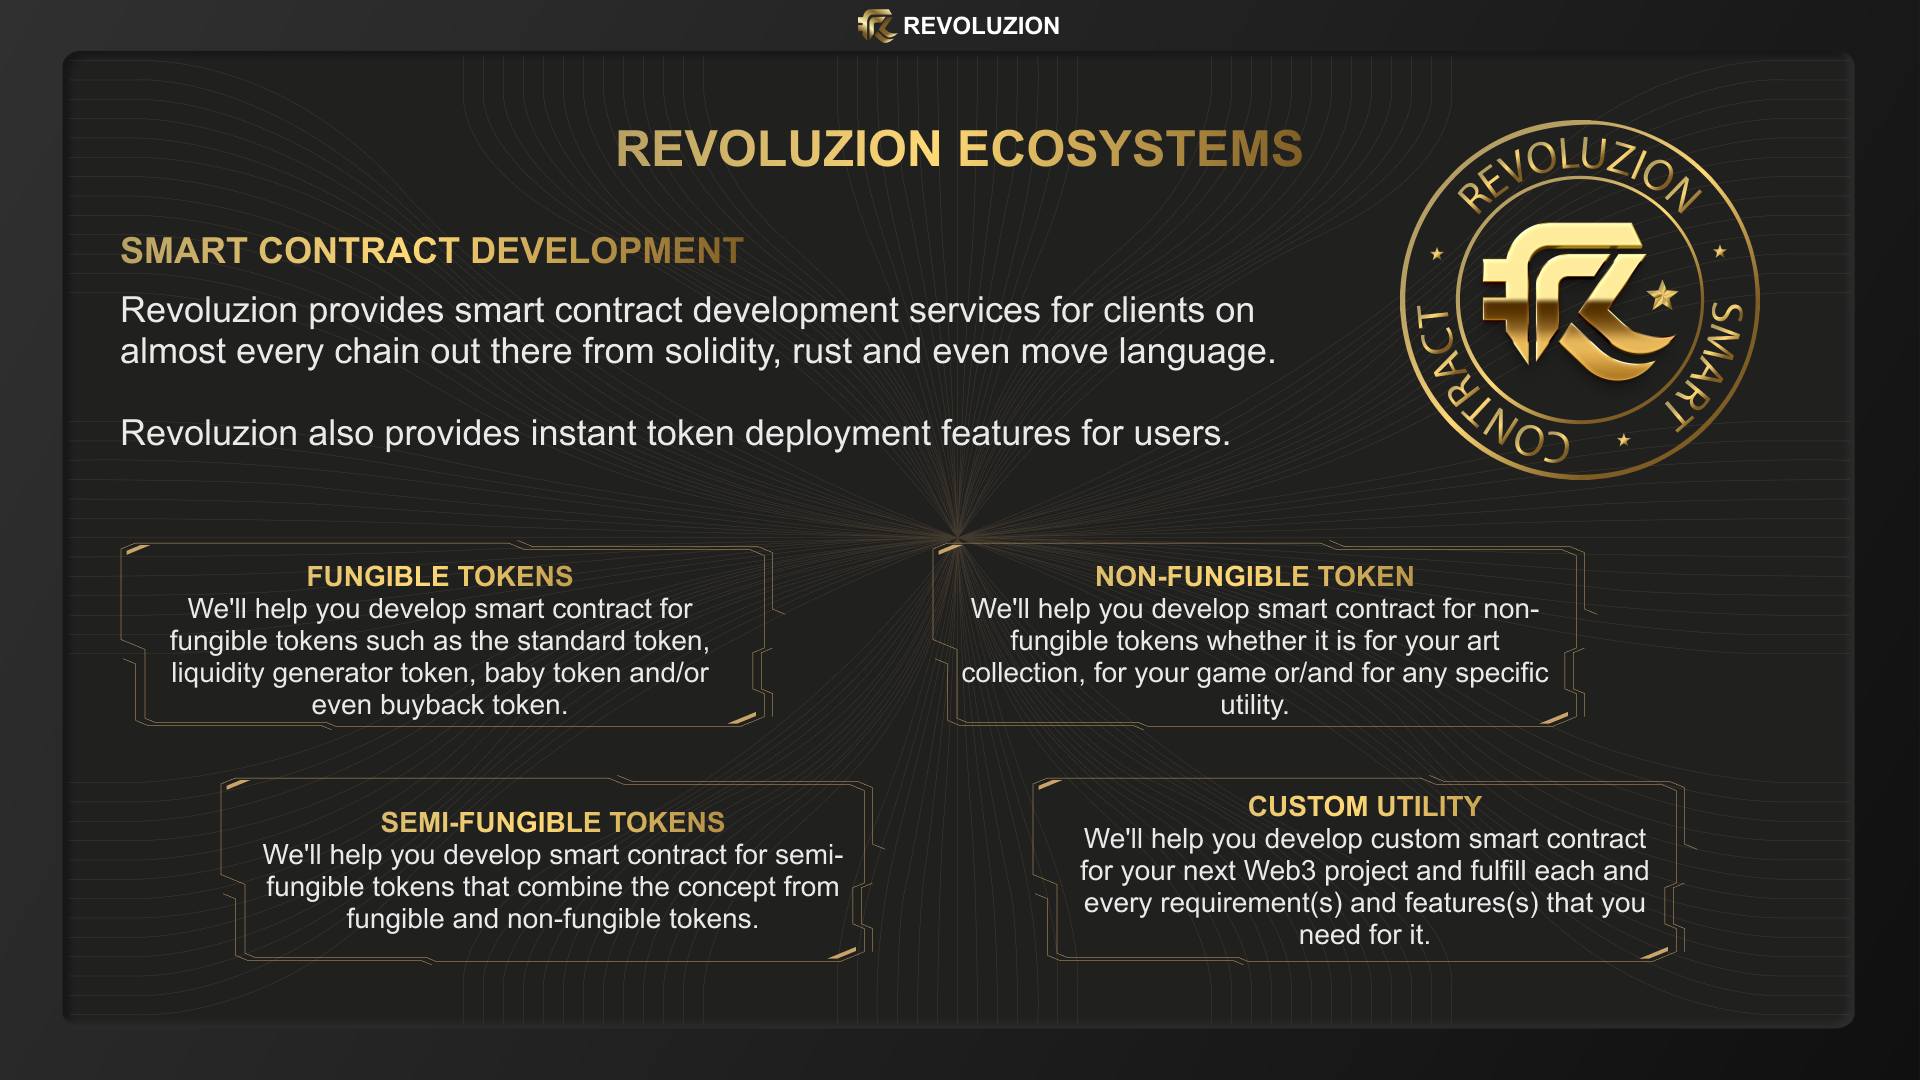 REVOLUZION
REVOLUZION ECOSYSTEMS
REVOLUZION
SMART
CONTRACT
SMART CONTRACT DEVELOPMENT
Revoluzion provides smart contract development services for clients on
almost every chain out there from solidity, rust and even move language.
Revoluzion also provides instant token deployment features for users.
FUNGIBLE TOKENS
We'll help you develop smart contract for
fungible tokens such as the standard token,
liquidity generator token, baby token and/or
even buyback token.
NON-FUNGIBLE TOKEN
We'll help you develop smart contract for non-
fungible tokens whether it is for your art
collection, for your game or/and for any specific
utility.
SEMI-FUNGIBLE TOKENS
We'll help you develop smart contract for semi-
fungible tokens that combine the concept from
fungible and non-fungible tokens.
CUSTOM UTILITY
We'll help you develop custom smart contract
for your next Web3 project and fulfill each and
every requirement(s) and features(s) that you
need for it.